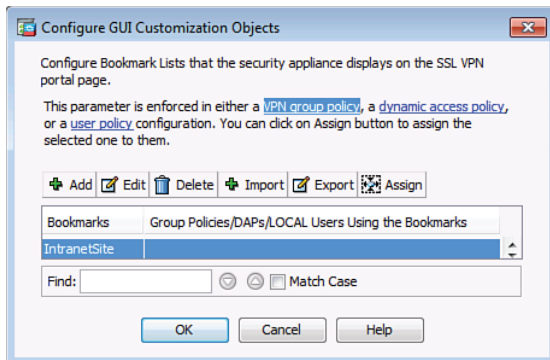 Configure GUI Customization Objects
Configure Bookmark Lists that the security appliance displays on the SSL VPN
portal page.
This parameter is enforced in either a VPN group policy, a dynamic access policy,
or a user policy configuration. You can click on Assign button to assign the
selected one to them.
Add Edit Delete Import Export Assign
Bookmarks Group Policies/DAPs/LOCAL Users Using the Bookmarks
IntranetSite
Find: Match Case
OK Cancel Help